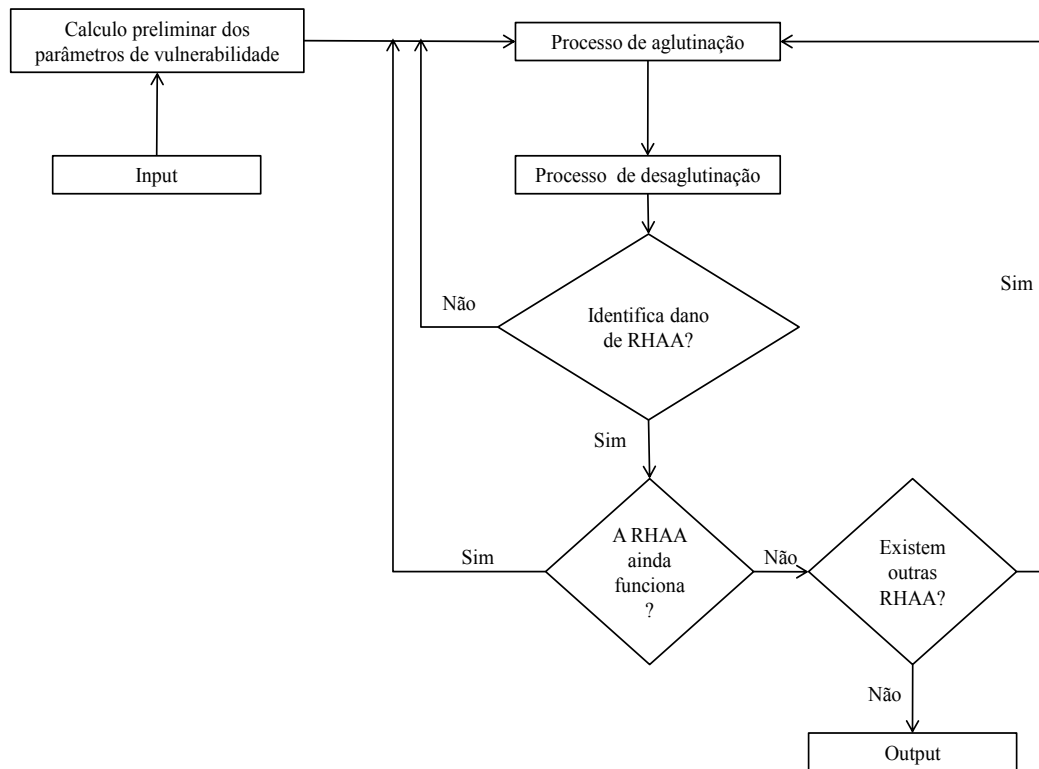 Calculo preliminar dos
parâmetros de vulnerabilidade
Processo de aglutinação
Input
Processo de desaglutinação
Sim
Não
Identifica dano
de RHAA?
Sim
A RHAA
ainda
funciona
?
Sim
Não
Existem
outras
RHAA?
Não
Output